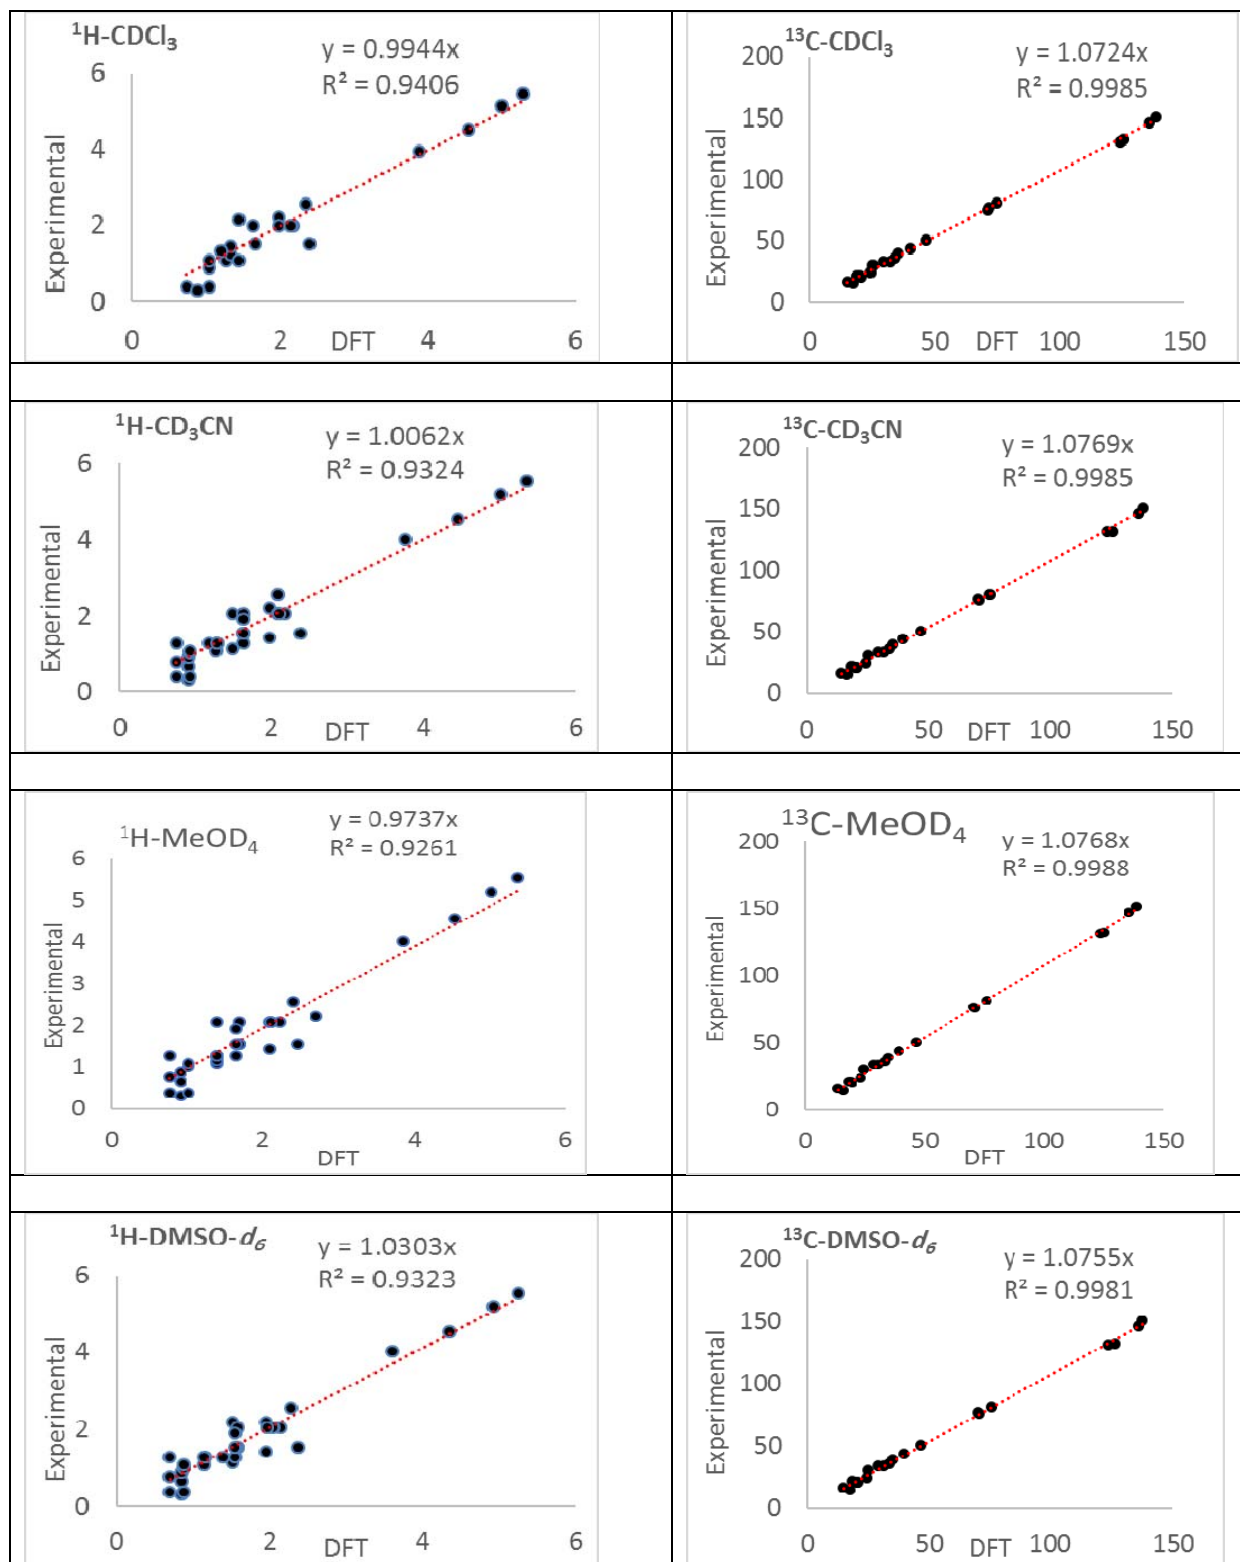 ¹H-CDCl₃
y = 0.9944x
R² = 0.9406
6
4
2
0
Experimental
0 2 DFT 4 6
¹³C-CDCl₃
y = 1.0724x
R² = 0.9985
200
150
100
50
0
Experimental
0 50 DFT 100 150
¹H-CD₃CN
y = 1.0062x
R² = 0.9324
6
4
2
0
Experimental
0 2 DFT 4 6
¹³C-CD₃CN
y = 1.0769x
R² = 0.9985
200
150
100
50
0
Experimental
0 50 DFT 100 150
¹H-MeOD₄
y = 0.9737x
R² = 0.9261
6
5
4
3
2
1
0
Experimental
0 2 4 6
DFT
¹³C-MeOD₄
y = 1.0768x
R² = 0.9988
200
150
100
50
0
Experimental
0 50 100 150
DFT
¹H-DMSO-d₆
y = 1.0303x
R² = 0.9323
6
4
2
0
Experimental
0 2 DFT 4 6
¹³C-DMSO-d₆
y = 1.0755x
R² = 0.9981
200
150
100
50
0
Experimental
0 50 DFT 100 150